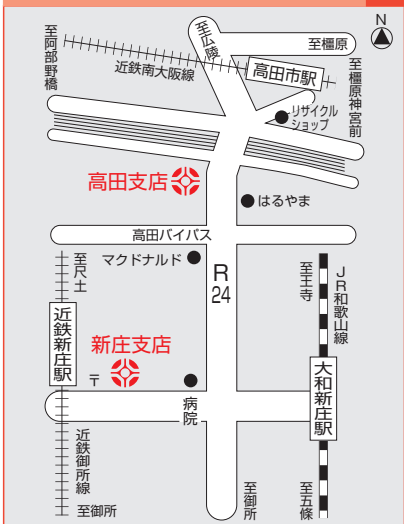 N
至広陵
至橿原
至阿部野橋
近鉄南大阪線
高田市駅
至橿原神宮前
リサイクル
ショップ
高田支店
はるやま
高田バイパス
マクドナルド
R
24
至尺土
至王寺
JR和歌山線
近鉄新庄駅
新庄支店
〒
病院
大和新庄駅
近鉄御所線
至御所
至御所
至五條